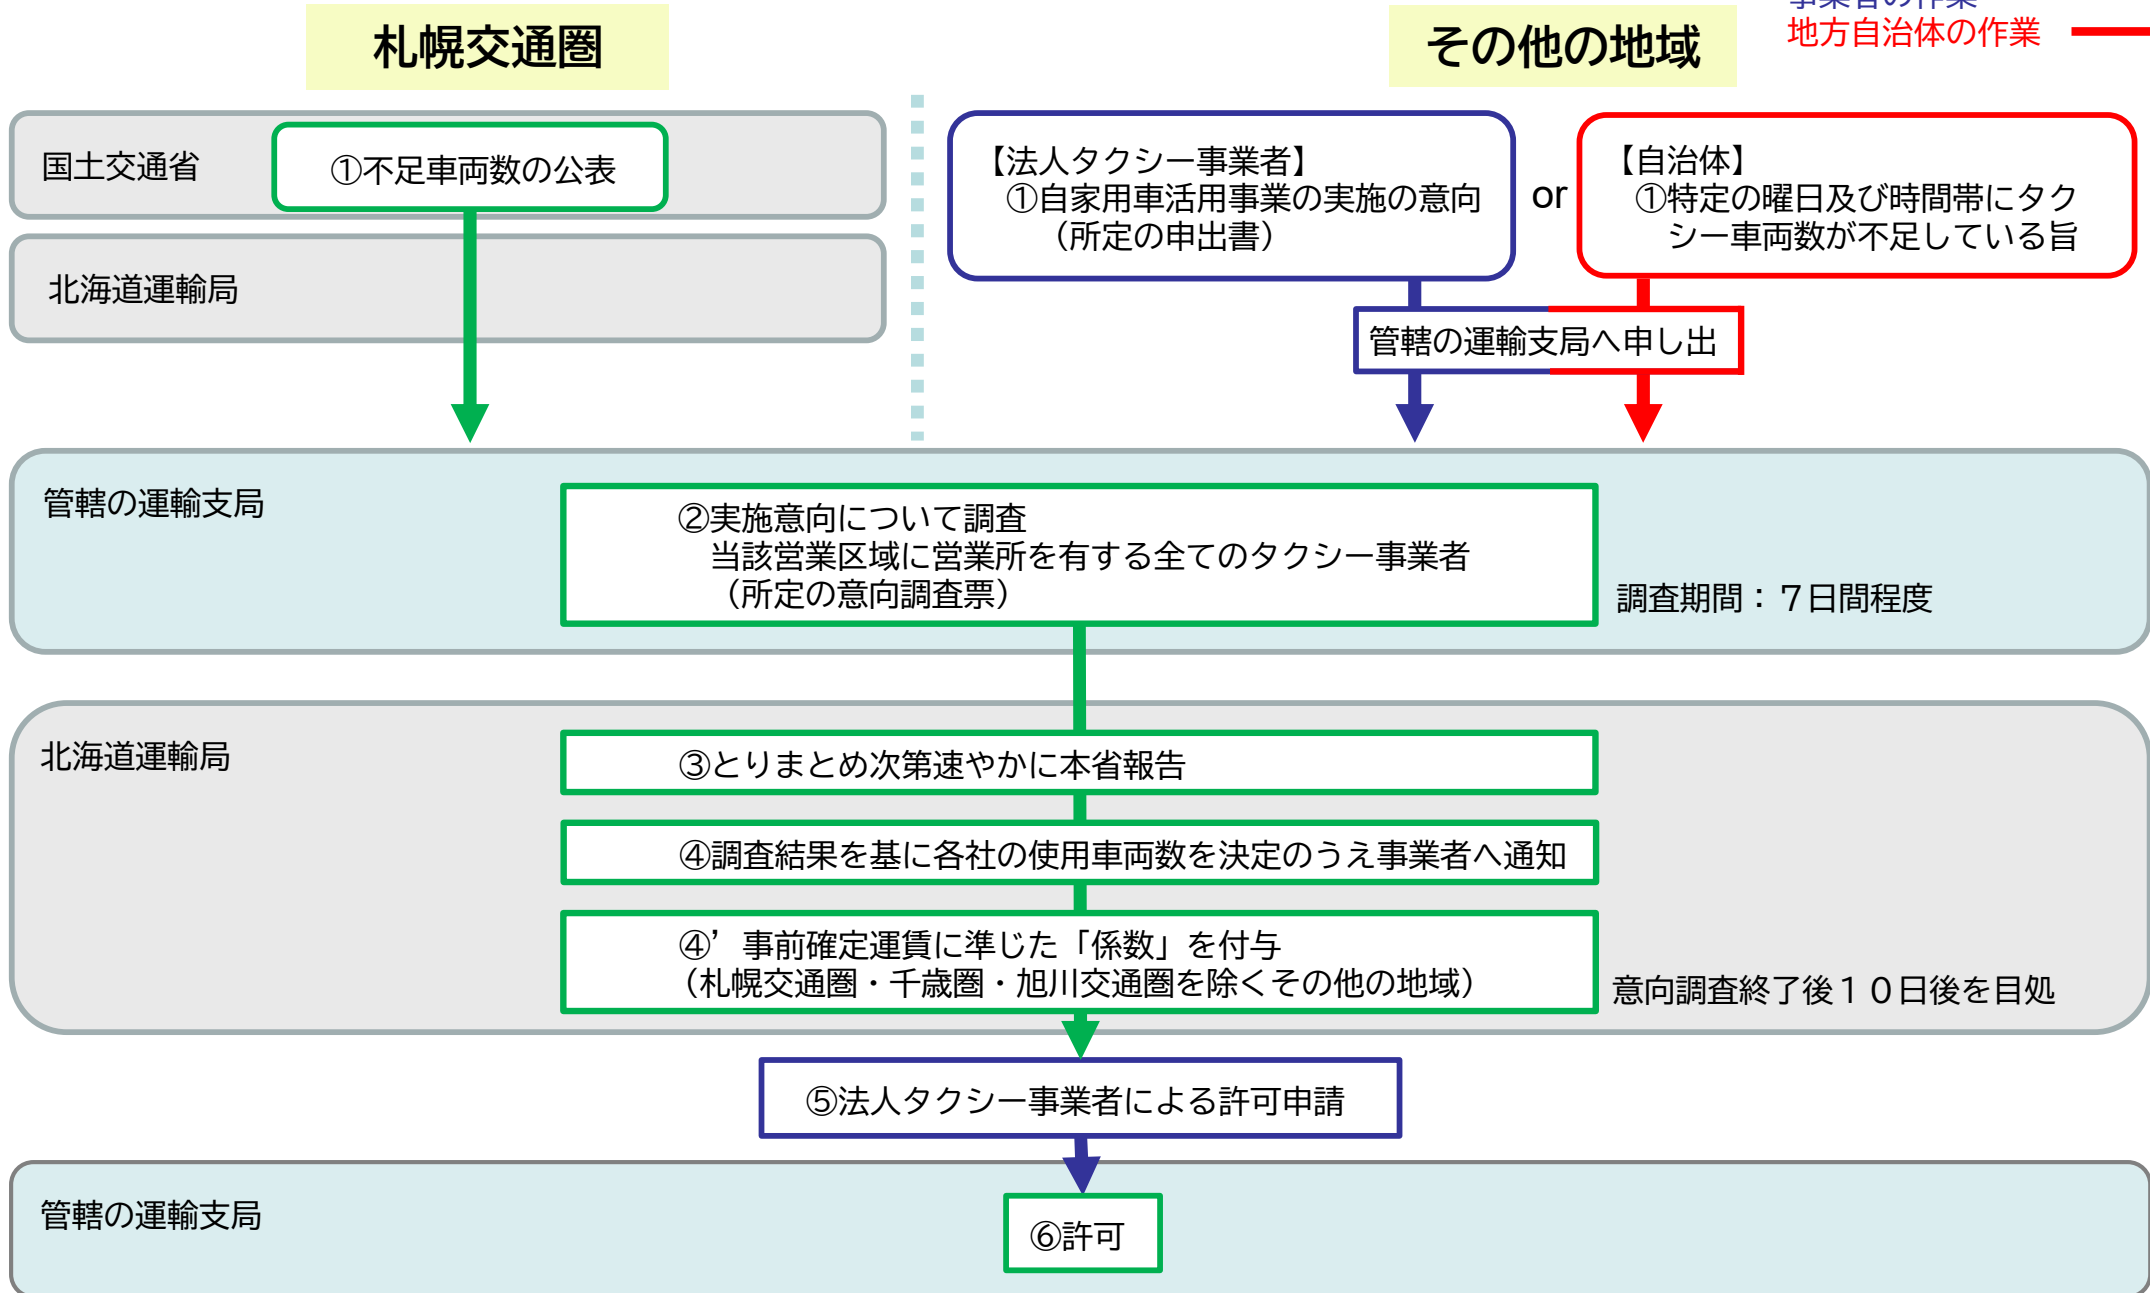 事業者の作業
地方自治体の作業
札幌交通圏
その他の地域
国土交通省
①不足車両数の公表
北海道運輸局
【法人タクシー事業者】
①自家用車活用事業の実施の意向
（所定の申出書）
or
【自治体】
①特定の曜日及び時間帯にタク
シー車両数が不足している旨
管轄の運輸支局へ申し出
管轄の運輸支局
②実施意向について調査
当該営業区域に営業所を有する全てのタクシー事業者
（所定の意向調査票）
調査期間：７日間程度
北海道運輸局
③とりまとめ次第速やかに本省報告
④調査結果を基に各社の使用車両数を決定のうえ事業者へ通知
④’事前確定運賃に準じた「係数」を付与
（札幌交通圏・千歳圏・旭川交通圏を除くその他の地域）
意向調査終了後１０日後を目処
⑤法人タクシー事業者による許可申請
管轄の運輸支局
⑥許可